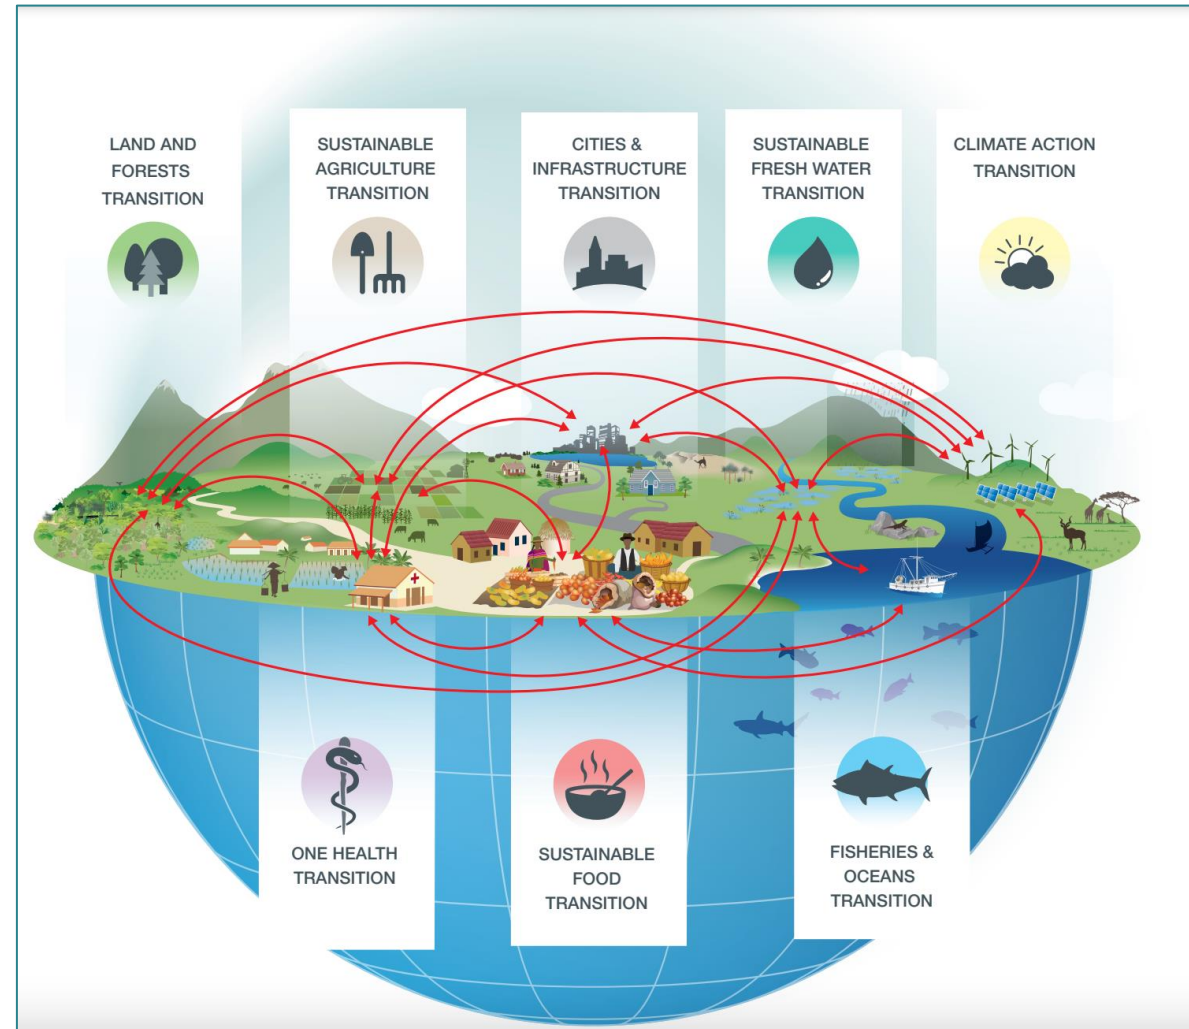 LAND AND
FORESTS
TRANSITION
SUSTAINABLE
AGRICULTURE
TRANSITION
CITIES &
INFRASTRUCTURE
TRANSITION
SUSTAINABLE
FRESH WATER
TRANSITION
CLIMATE ACTION
TRANSITION
ONE HEALTH
TRANSITION
SUSTAINABLE
FOOD
TRANSITION
FISHERIES &
OCEANS
TRANSITION